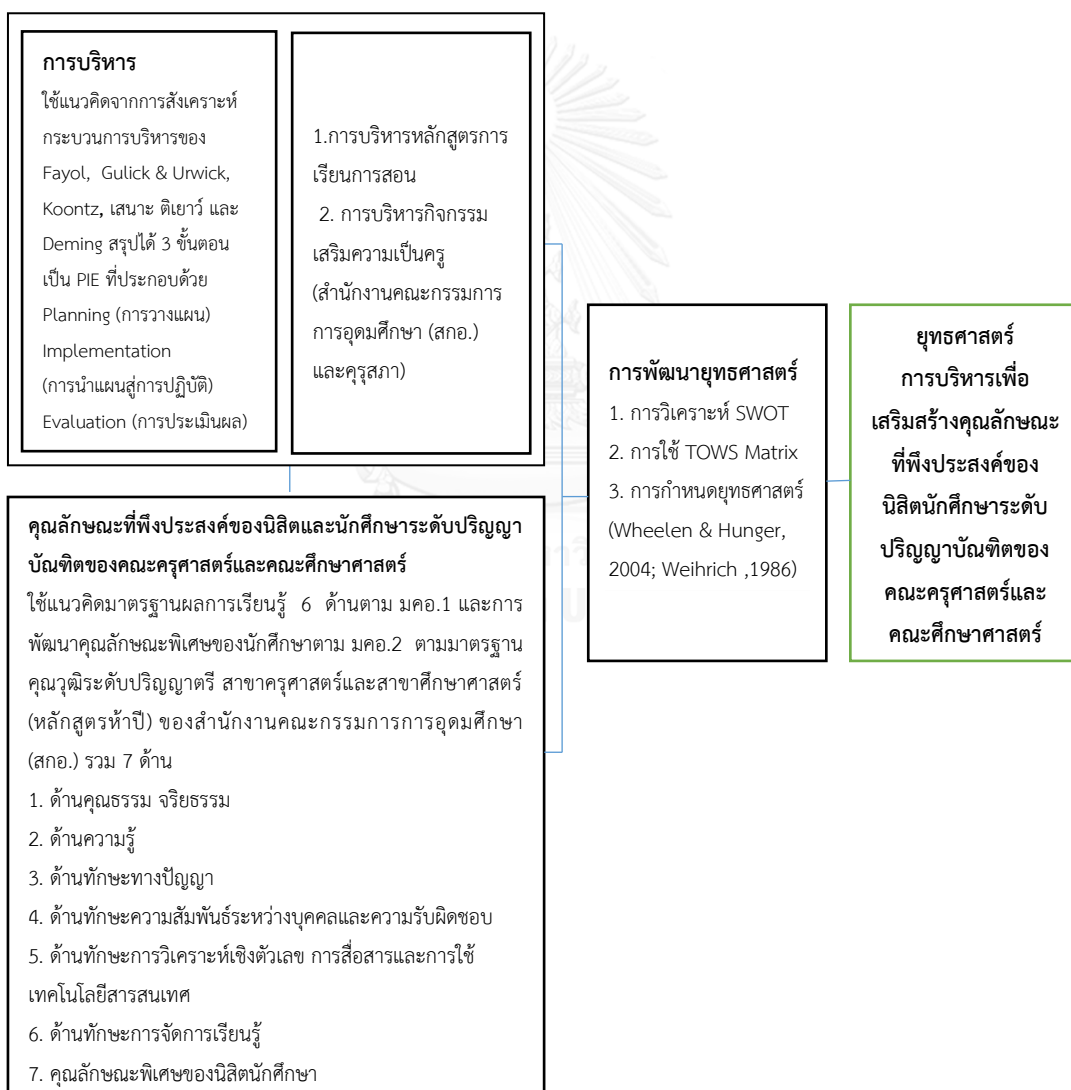 การบริหาร
ใช้แนวคิดจากการสังเคราะห์
กระบวนการบริหารของ
Fayol, Gulick & Urwick,
Koontz, เสนาะ ติเยาว์ และ
Deming สรุปได้ 3 ขั้นตอน
เป็น PIE ที่ประกอบด้วย
Planning (การวางแผน)
Implementation
(การนำแผนสู่การปฏิบัติ)
Evaluation (การประเมินผล)
1.การบริหารหลักสูตรการ
เรียนการสอน
2. การบริหารกิจกรรม
เสริมความเป็นครู
(สำนักงานคณะกรรมการ
การอุดมศึกษา (สกอ.)
และคุรุสภา)
คุณลักษณะที่พึงประสงค์ของนิสิตและนักศึกษาระดับปริญญา
บัณฑิตของคณะครุศาสตร์และคณะศึกษาศาสตร์
ใช้แนวคิดมาตรฐานผลการเรียนรู้ 6 ด้านตาม มคอ.1 และการ
พัฒนาคุณลักษณะพิเศษของนักศึกษาตาม มคอ.2 ตามมาตรฐาน
คุณวุฒิระดับปริญญาตรี สาขาครุศาสตร์และสาขาศึกษาศาสตร์
(หลักสูตรห้าปี) ของสำนักงานคณะกรรมการการอุดมศึกษา
(สกอ.) รวม 7 ด้าน
1. ด้านคุณธรรม จริยธรรม
2. ด้านความรู้
3. ด้านทักษะทางปัญญา
4. ด้านทักษะความสัมพันธ์ระหว่างบุคคลและความรับผิดชอบ
5. ด้านทักษะการวิเคราะห์เชิงตัวเลข การสื่อสารและการใช้
เทคโนโลยีสารสนเทศ
6. ด้านทักษะการจัดการเรียนรู้
7. คุณลักษณะพิเศษของนิสิตนักศึกษา
การพัฒนายุทธศาสตร์
1. การวิเคราะห์ SWOT
2. การใช้ TOWS Matrix
3. การกำหนดยุทธศาสตร์
(Wheelen & Hunger,
2004; Weihrich ,1986)
ยุทธศาสตร์
การบริหารเพื่อ
เสริมสร้างคุณลักษณะ
ที่พึงประสงค์ของ
นิสิตนักศึกษาระดับ
ปริญญาบัณฑิตของ
คณะครุศาสตร์และ
คณะศึกษาศาสตร์